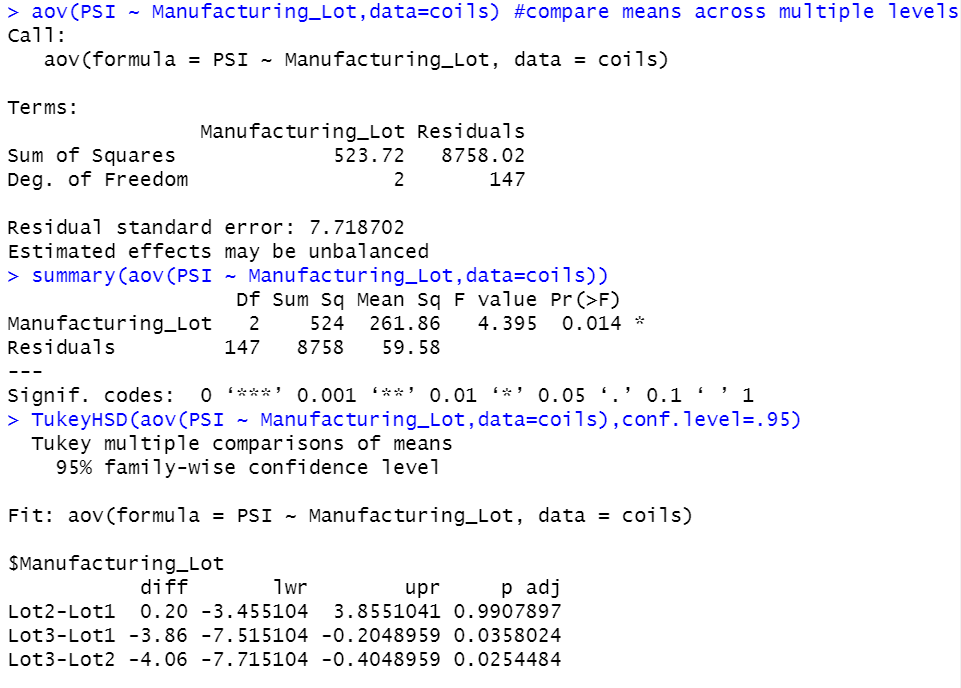 > aov(PSI ~ Manufacturing_Lot,data=coils) #compare means across multiple levels
Call:
   aov(formula = PSI ~ Manufacturing_Lot, data = coils)

Terms:
                Manufacturing_Lot Residuals
Sum of Squares             523.72   8758.02
Deg. of Freedom                 2       147

Residual standard error: 7.718702
Estimated effects may be unbalanced
> summary(aov(PSI ~ Manufacturing_Lot,data=coils))
                   Df Sum Sq Mean Sq F value Pr(>F)
Manufacturing_Lot   2    524  261.86   4.395  0.014 *
Residuals         147   8758   59.58
---
Signif. codes:  0 ‘***’ 0.001 ‘**’ 0.01 ‘*’ 0.05 ‘.’ 0.1 ‘ ’ 1
> TukeyHSD(aov(PSI ~ Manufacturing_Lot,data=coils),conf.level=.95)
  Tukey multiple comparisons of means
    95% family-wise confidence level

Fit: aov(formula = PSI ~ Manufacturing_Lot, data = coils)

$Manufacturing_Lot
           diff       lwr        upr     p adj
Lot2-Lot1  0.20 -3.455104  3.8551041 0.9907897
Lot3-Lot1 -3.86 -7.515104 -0.2048959 0.0358024
Lot3-Lot2 -4.06 -7.715104 -0.4048959 0.0254484